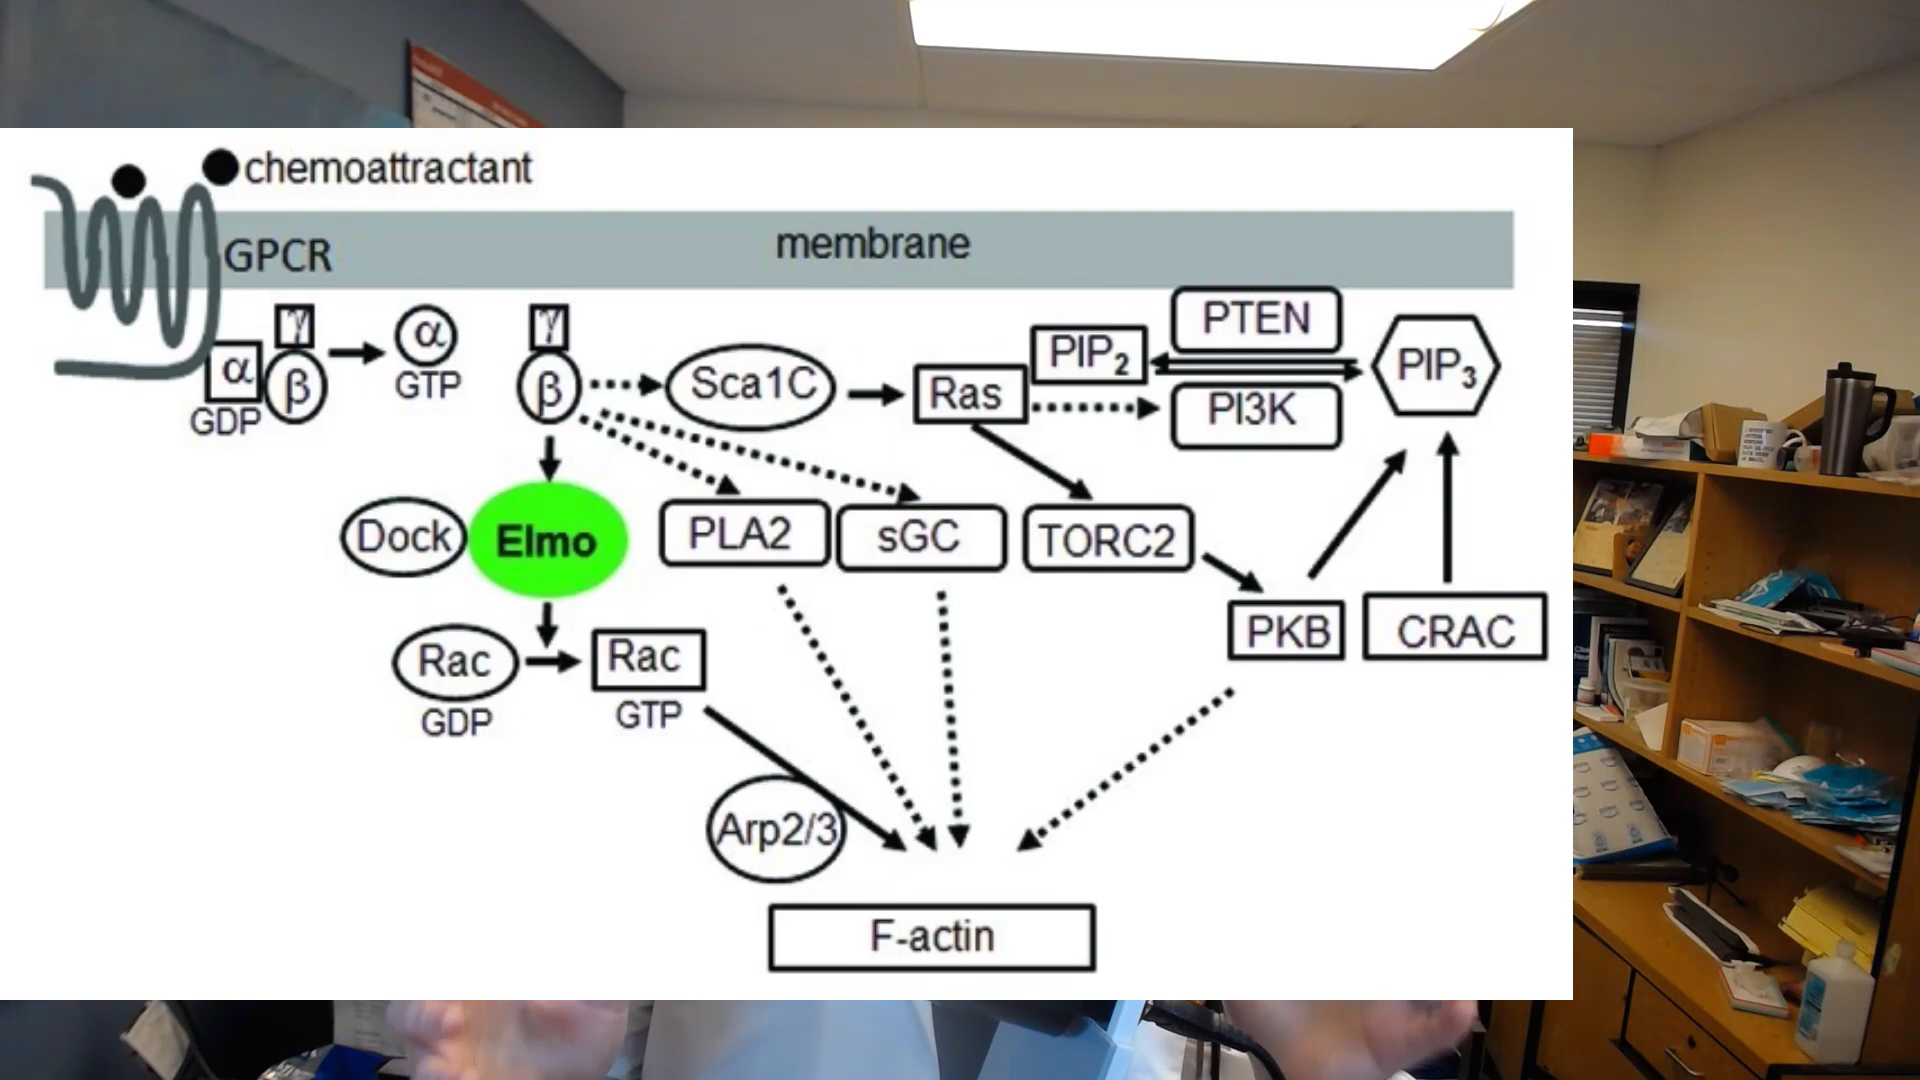 chemoattractant
membrane
GPCR
γ
α
β
GDP
α
GTP
γ
β
Sca1C
Ras
PIP2
PTEN
PI3K
PIP3
Dock
Elmo
PLA2
sGC
TORC2
PKB
CRAC
Rac
GDP
Rac
GTP
Arp2/3
F-actin